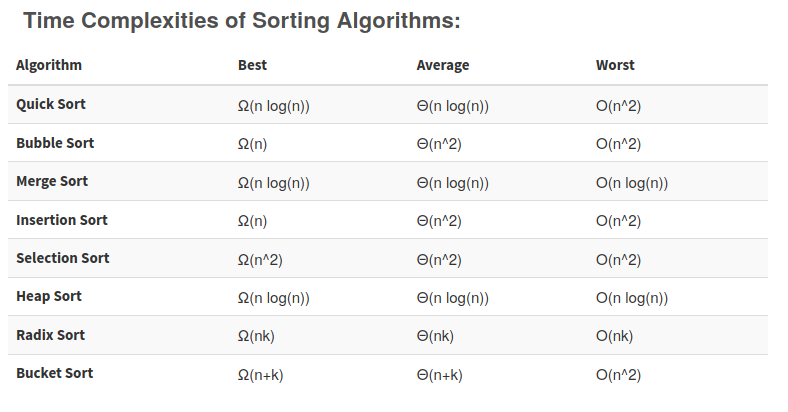 Time Complexities of Sorting Algorithms:
Algorithm Best Average Worst
Quick Sort Ω(n log(n)) Θ(n log(n)) O(n^2)
Bubble Sort Ω(n) Θ(n^2) O(n^2)
Merge Sort Ω(n log(n)) Θ(n log(n)) O(n log(n))
Insertion Sort Ω(n) Θ(n^2) O(n^2)
Selection Sort Ω(n^2) Θ(n^2) O(n^2)
Heap Sort Ω(n log(n)) Θ(n log(n)) O(n log(n))
Radix Sort Ω(nk) Θ(nk) O(nk)
Bucket Sort Ω(n+k) Θ(n+k) O(n^2)